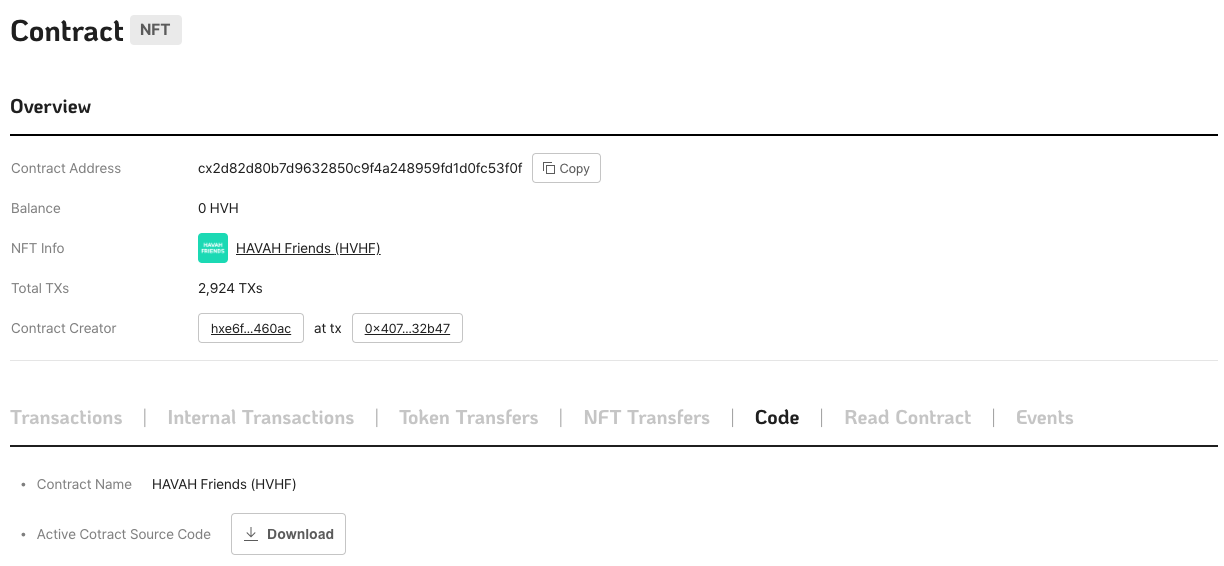 Contract NFT
Overview
Contract Address cx2d82d80b7d9632850c9f4a248959fd1d0fc53f0f Copy
Balance 0 HVH
NFT Info HAVAH FRIENDS HAVAH Friends (HVHF)
Total TXs 2,924 TXs
Contract Creator hxe6f...460ac at tx 0×407...32b47
Transactions | Internal Transactions | Token Transfers | NFT Transfers | Code | Read Contract | Events
• Contract Name HAVAH Friends (HVHF)
• Active Cotract Source Code Download